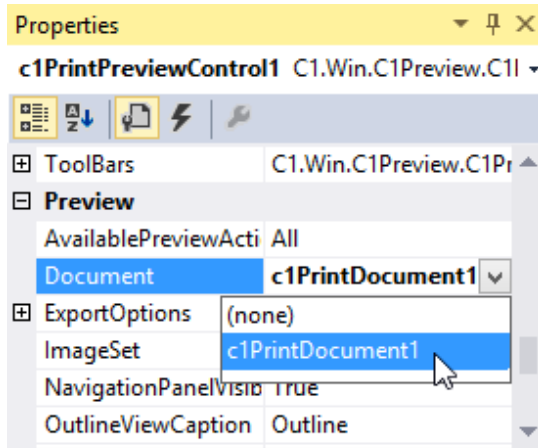 Properties
c1PrintPreviewControl1 C1.Win.C1Preview.C1I
ToolBars C1.Win.C1Preview.C1Pr
Preview
AvailablePreviewActi All
Document c1PrintDocument1
ExportOptions (none)
ImageSet c1PrintDocument1
NavigationPanelVisib True
OutlineViewCaption Outline